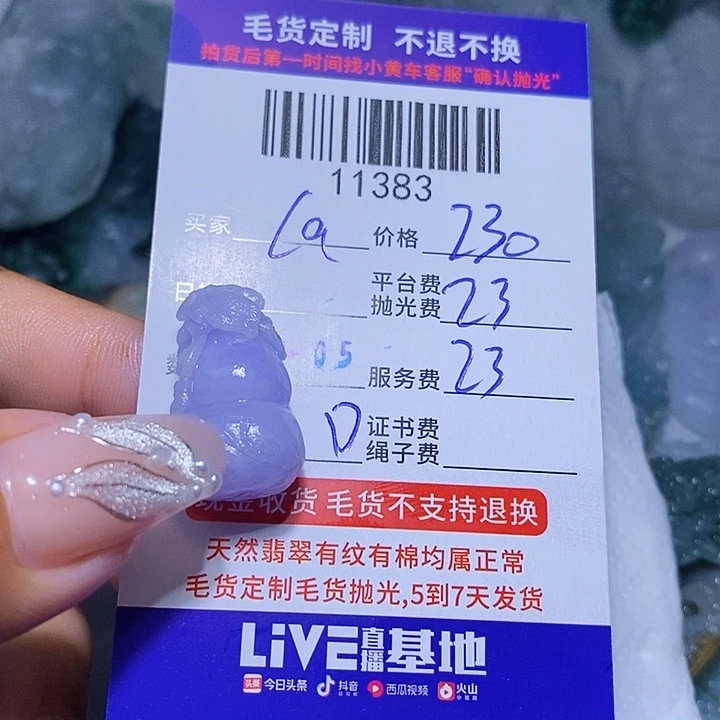 毛货定制 不退不换
拍货后第一时间找小黄车客服“确认抛光”
11383
买家 la 价格 230
平台费
抛光费 23
-05 服务费 23
D 证书费
绳子费
现金收货 毛货不支持退换
天然翡翠有纹有棉均属正常
毛货定制毛货抛光,5到7天发货
LiVE直播基地
头条 今日头条 抖音 西瓜视频 火山